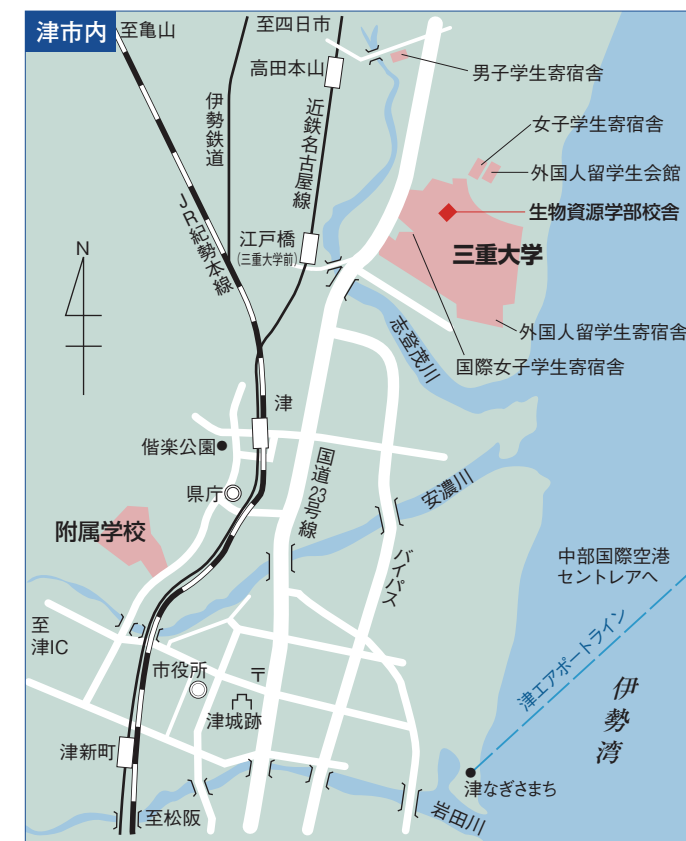 津市内
至亀山
至四日市
高田本山
男子学生寄宿舎
伊勢鉄道
近鉄名古屋線
女子学生寄宿舎
外国人留学生会館
生物資源学部校舎
JR紀勢本線
江戸橋
(三重大学前)
三重大学
N
志登茂川
外国人留学生寄宿舎
国際女子学生寄宿舎
津
偕楽公園
国道23号線
県庁
安濃川
附属学校
バイパス
中部国際空港
セントレアへ
至
津IC
津エアポートライン
市役所
〒
津城跡
伊勢湾
津新町
津なぎさまち
至松阪
岩田川